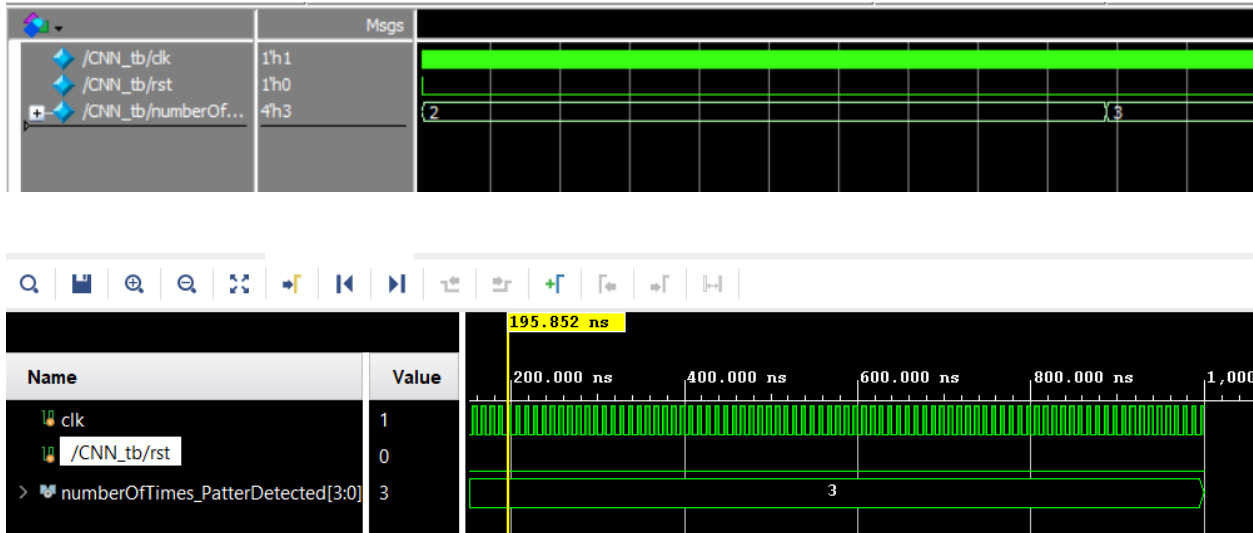 Msgs
/CNN_tb/clk 1'h1
/CNN_tb/rst 1'h0
/CNN_tb/numberOf... 4'h3 2 3
195.852 ns
Name Value 200.000 ns 400.000 ns 600.000 ns 800.000 ns 1,000
clk 1
/CNN_tb/rst 0
numberOfTimes_PatterDetected[3:0] 3 3